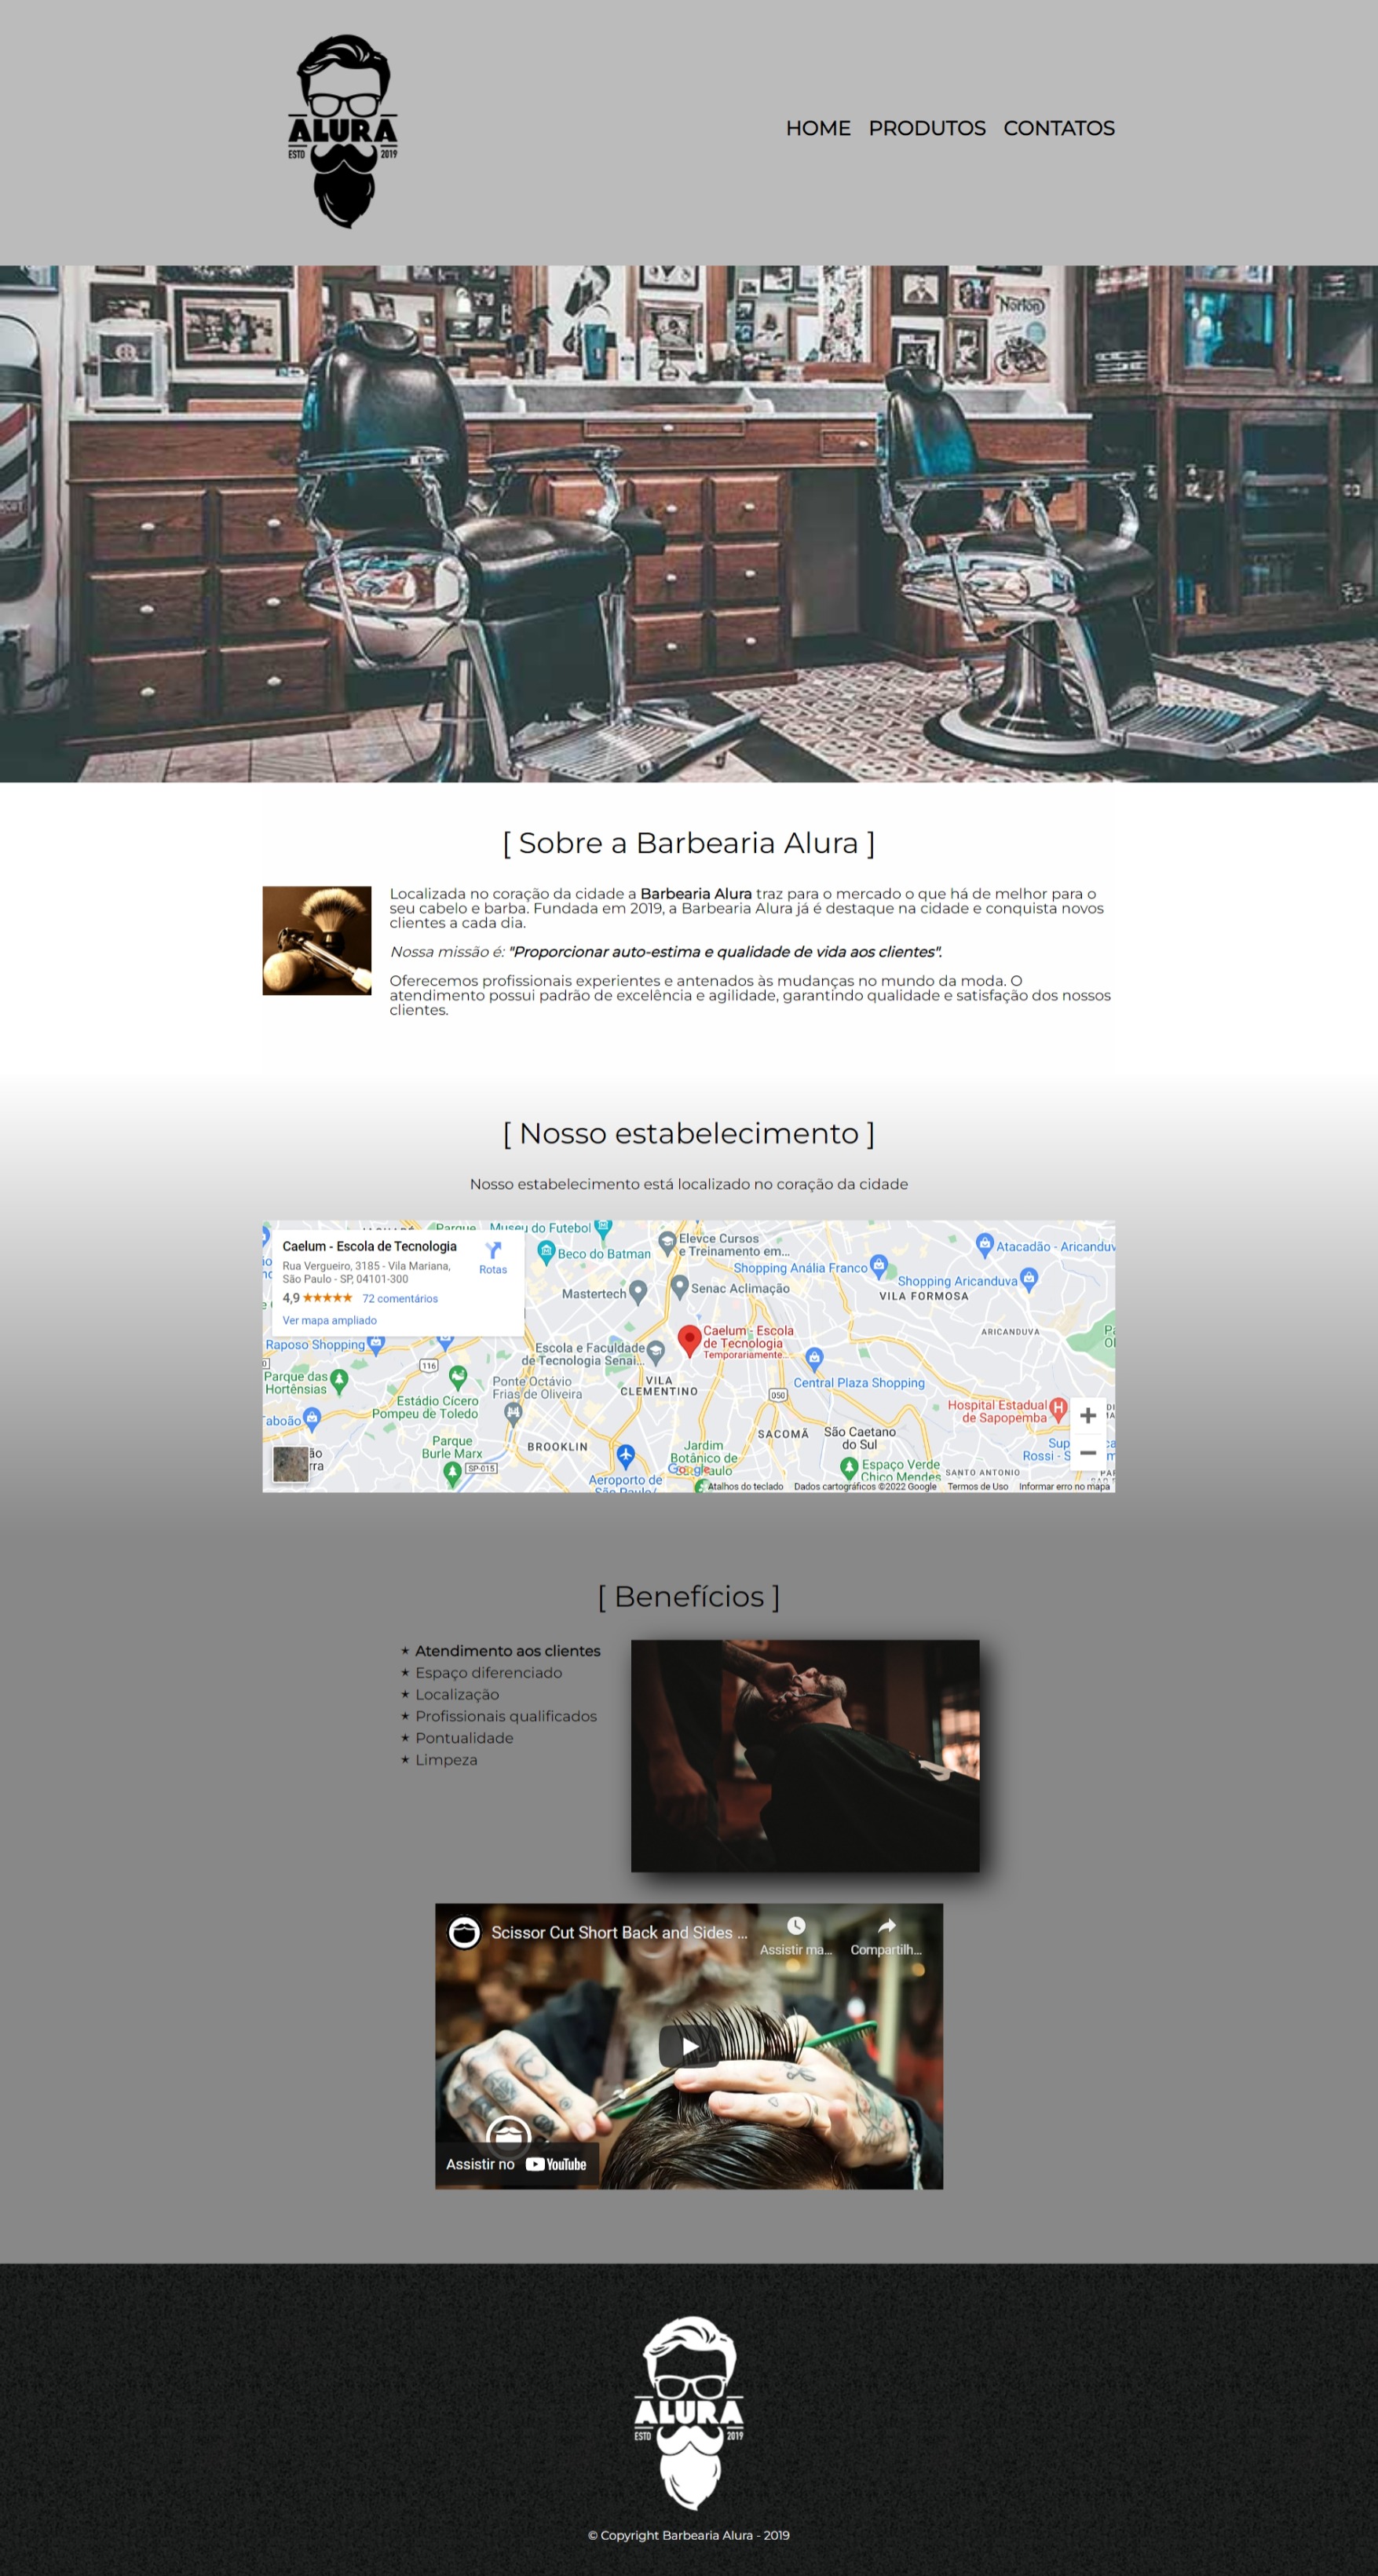 ALURA
ESTD 2019
HOME PRODUTOS CONTATOS
Norton
[ Sobre a Barbearia Alura ]
Localizada no coração da cidade a Barbearia Alura traz para o mercado o que há de melhor para o
seu cabelo e barba. Fundada em 2019, a Barbearia Alura já é destaque na cidade e conquista novos
clientes a cada dia.
Nossa missão é: "Proporcionar auto-estima e qualidade de vida aos clientes".
Oferecemos profissionais experientes e antenados às mudanças no mundo da moda. O
atendimento possui padrão de excelência e agilidade, garantindo qualidade e satisfação dos nossos
clientes.
[ Nosso estabelecimento ]
Nosso estabelecimento está localizado no coração da cidade
Caelum - Escola de Tecnologia
Rua Vergueiro, 3185 - Vila Mariana,
São Paulo - SP, 04101-300
4,9 ★★★★★ 72 comentários
Ver mapa ampliado
Rotas
Parque
Museu do Futebol
Beco do Batman
Elevce Cursos
e Treinamento em...
Atacadão - Aricanduv
Shopping Anália Franco
Shopping Aricanduva
VILA FORMOSA
Mastertech
Senac Aclimação
ARICANDUVA
Caelum - Escola
de Tecnologia
Temporariamente...
Raposo Shopping
Escola e Faculdade
de Tecnologia Senai...
116
Parque das
Hortênsias
Ponte Octávio
Frias de Oliveira
VILA
CLEMENTINO
Central Plaza Shopping
050
Estádio Cícero
Pompeu de Toledo
Hospital Estadual
de Sapopemba
aboão
SACOMÃ
São Caetano
do Sul
BROOKLIN
Parque
Burle Marx
SP-015
Jardim
Botânico de
Google
aulo
Sup
Rossi - S
Espaço Verde
Chico Mendes
SANTO ANTONIO
Aeroporto de
São Paulo/
Atalhos do teclado Dados cartográficos ©2022 Google Termos de Uso Informar erro no mapa
[ Benefícios ]
★ Atendimento aos clientes
★ Espaço diferenciado
★ Localização
★ Profissionais qualificados
★ Pontualidade
★ Limpeza
Scissor Cut Short Back and Sides ...
Assistir ma...
Compartilh...
Assistir no YouTube
ALURA
ESTD 2019
© Copyright Barbearia Alura - 2019